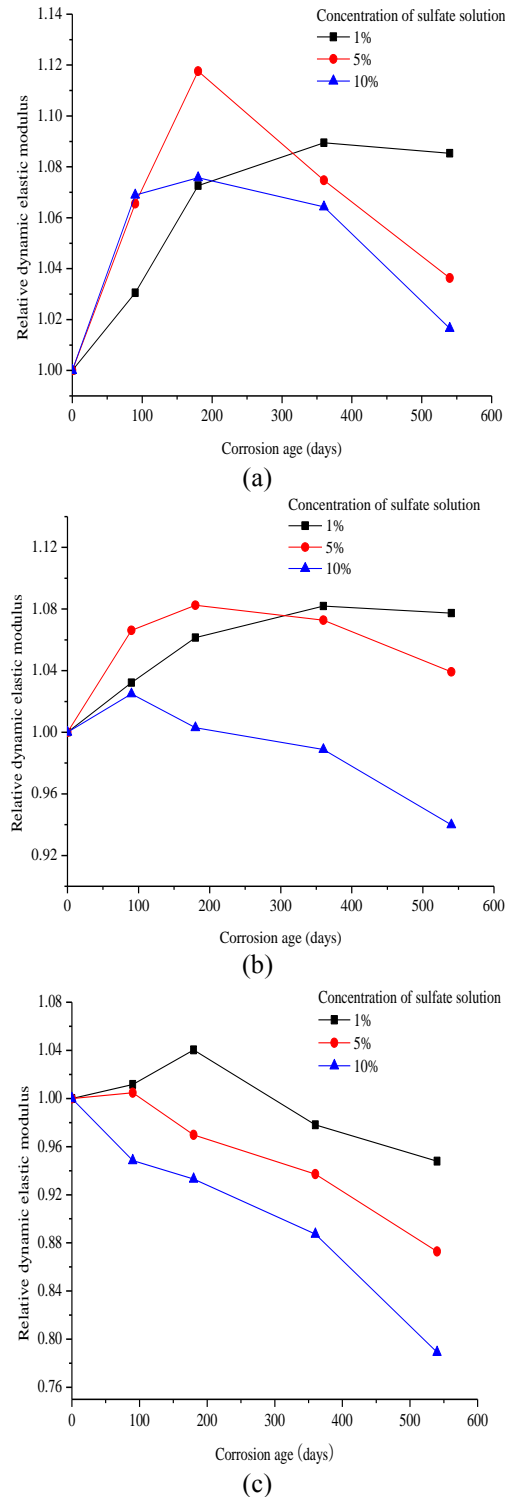 Concentration of sulfate solution
1%
5%
10%
1.14
1.12
1.10
1.08
1.06
1.04
1.02
1.00
Relative dynamic elastic modulus
0 100 200 300 400 500 600
Corrosion age (days)
(a)
Concentration of sulfate solution
1%
5%
10%
1.12
1.08
1.04
1.00
0.96
0.92
Relative dynamic elastic modulus
0 100 200 300 400 500 600
Corrosion age (days)
(b)
Concentration of sulfate solution
1%
5%
10%
1.08
1.04
1.00
0.96
0.92
0.88
0.84
0.80
0.76
Relative dynamic elastic modulus
0 100 200 300 400 500 600
Corrosion age (days)
(c)